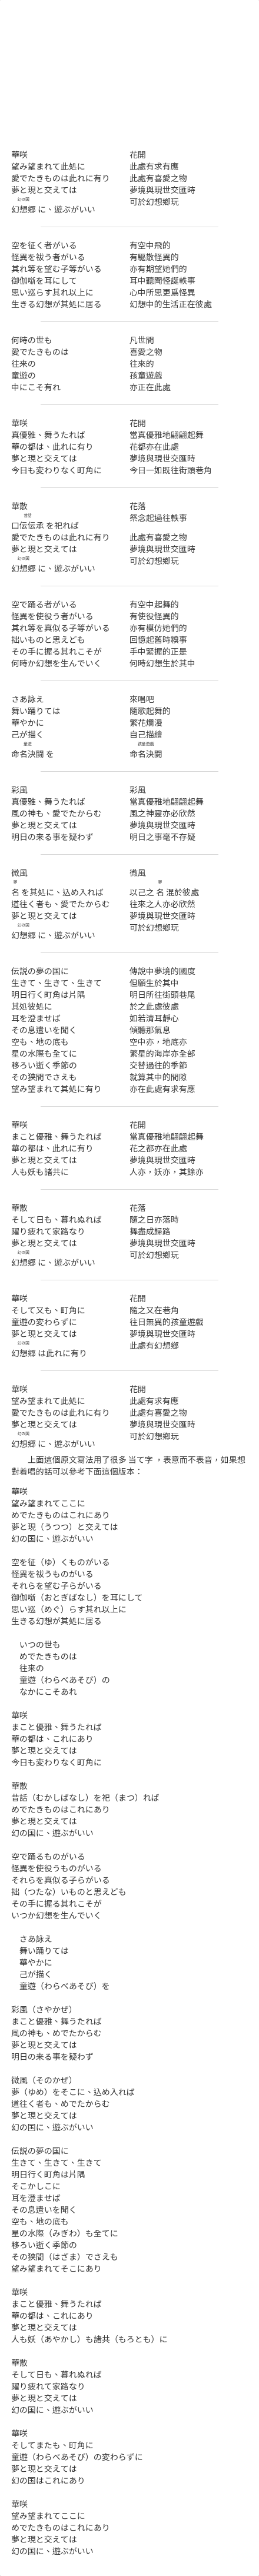 華咲
望み望まれて此処に
愛でたきものは此れに有り
夢と現と交えては
幻の国
幻想郷 に、遊ぶがいい
花開
此處有求有應
此處有喜愛之物
夢境與現世交匯時
可於幻想鄉玩
空を征く者がいる
怪異を祓う者がいる
其れ等を望む子等がいる
御伽噺を耳にして
思い巡らす其れ以上に
生きる幻想が其処に居る
有空中飛的
有驅散怪異的
亦有期望她們的
耳中聽聞怪誕軼事
心中所思更爲怪異
幻想中的生活正在彼處
何時の世も
愛でたきものは
往来の
童遊の
中にこそ有れ
凡世間
喜愛之物
往來的
孩童遊戲
亦正在此處
華咲
真優雅、舞うたれば
華の都は、此れに有り
夢と現と交えては
今日も変わりなく町角に
花開
當真優雅地翩翩起舞
花都亦在此處
夢境與現世交匯時
今日一如既往街頭巷角
華散
昔話
口伝伝承 を祀れば
愛でたきものは此れに有り
夢と現と交えては
幻の国
幻想郷 に、遊ぶがいい
花落
祭念起過往軼事
此處有喜愛之物
夢境與現世交匯時
可於幻想鄉玩
空で踊る者がいる
怪異を使役う者がいる
其れ等を真似る子等がいる
拙いものと思えども
その手に握る其れこそが
何時か幻想を生んでいく
有空中起舞的
有使役怪異的
亦有模仿她們的
回憶起舊時糗事
手中緊握的正是
何時幻想生於其中
さあ詠え
舞い踊りては
華やかに
己が描く
童遊
命名決闘 を
來唱吧
隨歌起舞的
繁花爛漫
自己描繪
孩童遊戲
命名決鬪
彩風
真優雅、舞うたれば
風の神も、愛でたからむ
夢と現と交えては
明日の来る事を疑わず
彩風
當真優雅地翩翩起舞
風之神靈亦必欣然
夢境與現世交匯時
明日之事毫不存疑
微風
夢
名 を其処に、込め入れば
道往く者も、愛でたからむ
夢と現と交えては
幻の国
幻想郷 に、遊ぶがいい
微風
夢
以己之 名 混於彼處
往來之人亦必欣然
夢境與現世交匯時
可於幻想鄉玩
伝説の夢の国に
生きて、生きて、生きて
明日行く町角は片隅
其処彼処に
耳を澄ませば
その息遣いを聞く
空も、地の底も
星の水際も全てに
移ろい逝く季節の
その狭間でさえも
望み望まれて其処に有り
傳說中夢境的國度
但願生於其中
明日所往街頭巷尾
於之此處彼處
如若清耳靜心
傾聽那氣息
空中亦，地底亦
繁星的海岸亦全部
交替過往的季節
就算其中的間隙
亦在此處有求有應
華咲
まこと優雅、舞うたれば
華の都は、此れに有り
夢と現と交えては
人も妖も諸共に
花開
當真優雅地翩翩起舞
花之都亦在此處
夢境與現世交匯時
人亦，妖亦，其餘亦
華散
そして日も、暮れぬれば
躍り疲れて家路なり
夢と現と交えては
幻の国
幻想郷 に、遊ぶがいい
花落
隨之日亦落時
舞盡成歸路
夢境與現世交匯時
可於幻想鄉玩
華咲
そして又も、町角に
童遊の変わらずに
夢と現と交えては
幻の国
幻想郷 は此れに有り
花開
隨之又在巷角
往日無異的孩童遊戲
夢境與現世交匯時
此處有幻想鄉
華咲
望み望まれて此処に
愛でたきものは此れに有り
夢と現と交えては
幻の国
幻想郷 に、遊ぶがいい
花開
此處有求有應
此處有喜愛之物
夢境與現世交匯時
可於幻想鄉玩
上面這個原文寫法用了很多 当て字 ，表意而不表音，如果想
對着唱的話可以參考下面這個版本：
華咲
望み望まれてここに
めでたきものはこれにあり
夢と現（うつつ）と交えては
幻の国に、遊ぶがいい
空を征（ゆ）くものがいる
怪異を祓うものがいる
それらを望む子らがいる
御伽噺（おとぎばなし）を耳にして
思い巡（めぐ）らす其れ以上に
生きる幻想が其処に居る
いつの世も
めでたきものは
往来の
童遊（わらべあそび）の
なかにこそあれ
華咲
まこと優雅、舞うたれば
華の都は、これにあり
夢と現と交えては
今日も変わりなく町角に
華散
昔話（むかしばなし）を祀（まつ）れば
めでたきものはこれにあり
夢と現と交えては
幻の国に、遊ぶがいい
空で踊るものがいる
怪異を使役うものがいる
それらを真似る子らがいる
拙（つたな）いものと思えども
その手に握る其れこそが
いつか幻想を生んでいく
さあ詠え
舞い踊りては
華やかに
己が描く
童遊（わらべあそび）を
彩風（さやかぜ）
まこと優雅、舞うたれば
風の神も、めでたからむ
夢と現と交えては
明日の来る事を疑わず
微風（そのかぜ）
夢（ゆめ）をそこに、込め入れば
道往く者も、めでたからむ
夢と現と交えては
幻の国に、遊ぶがいい
伝説の夢の国に
生きて、生きて、生きて
明日行く町角は片隅
そこかしこに
耳を澄ませば
その息遣いを聞く
空も、地の底も
星の水際（みぎわ）も全てに
移ろい逝く季節の
その狭間（はざま）でさえも
望み望まれてそこにあり
華咲
まこと優雅、舞うたれば
華の都は、これにあり
夢と現と交えては
人も妖（あやかし）も諸共（もろとも）に
華散
そして日も、暮れぬれば
躍り疲れて家路なり
夢と現と交えては
幻の国に、遊ぶがいい
華咲
そしてまたも、町角に
童遊（わらべあそび）の変わらずに
夢と現と交えては
幻の国はこれにあり
華咲
望み望まれてここに
めでたきものはこれにあり
夢と現と交えては
幻の国に、遊ぶがいい